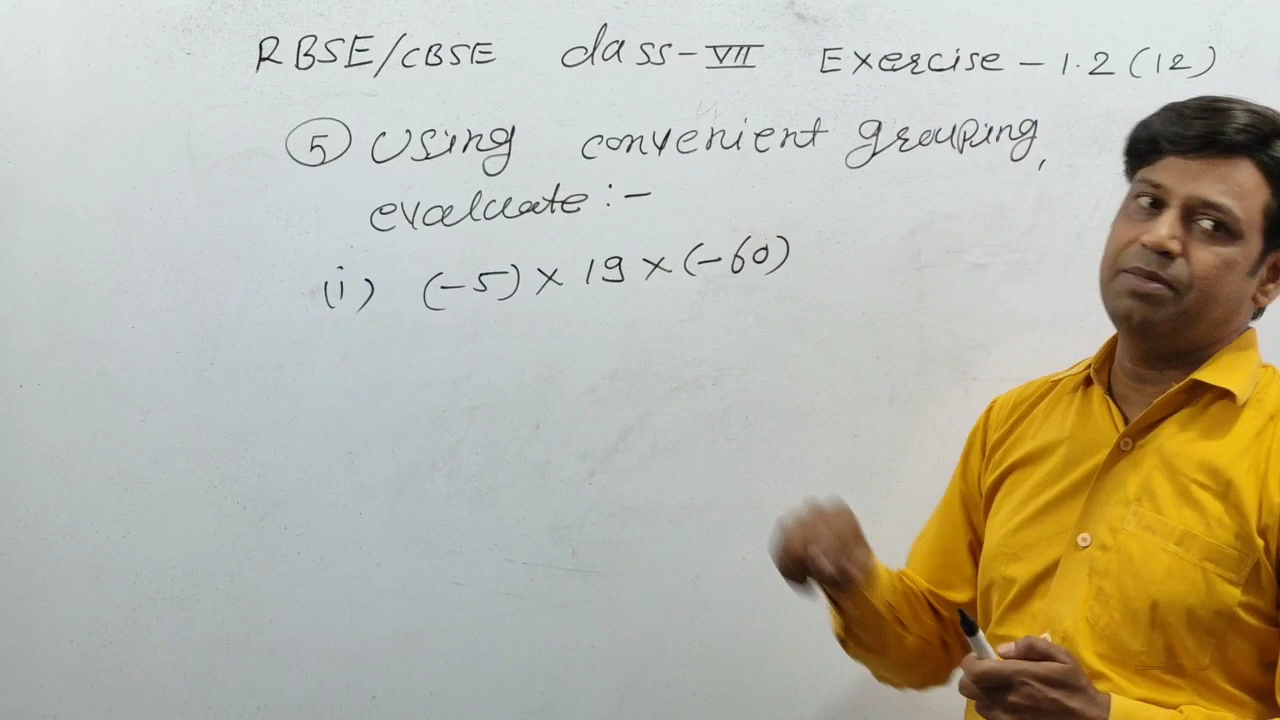 RBSE/CBSE Class-VII Exercise-1.2(12)
5 Using convenient grouping,
evaluate:-
(i) (-5)×19×(-60)